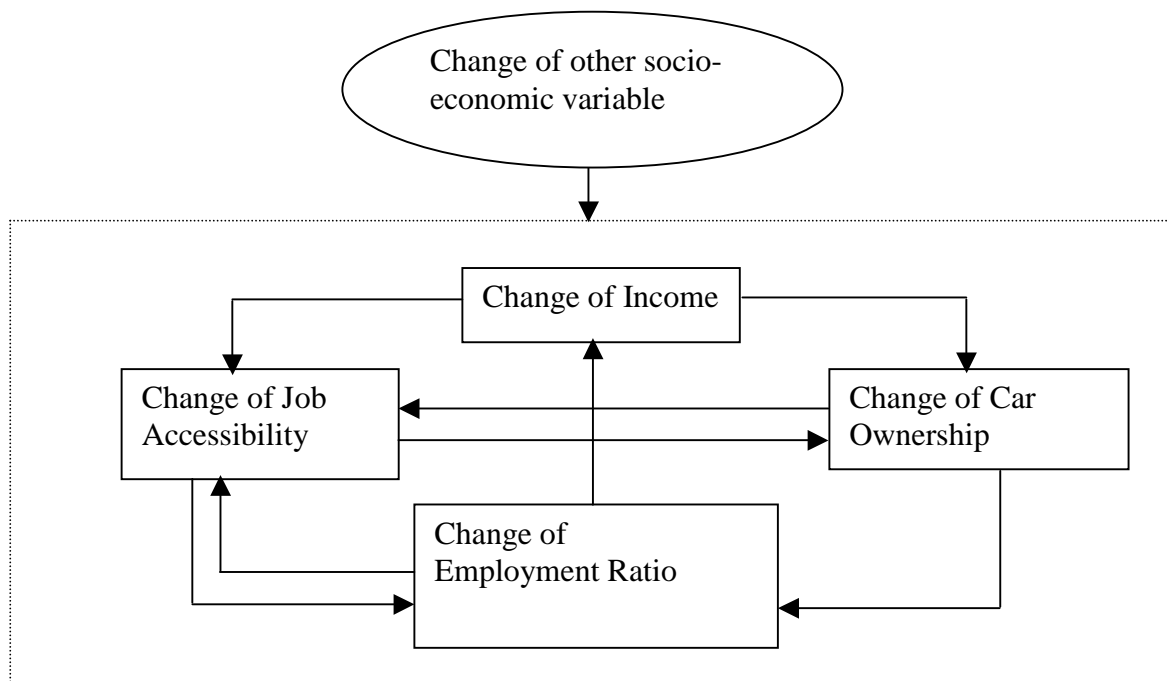 Change of other socio-
economic variable
Change of Income
Change of Job
Accessibility
Change of Car
Ownership
Change of
Employment Ratio